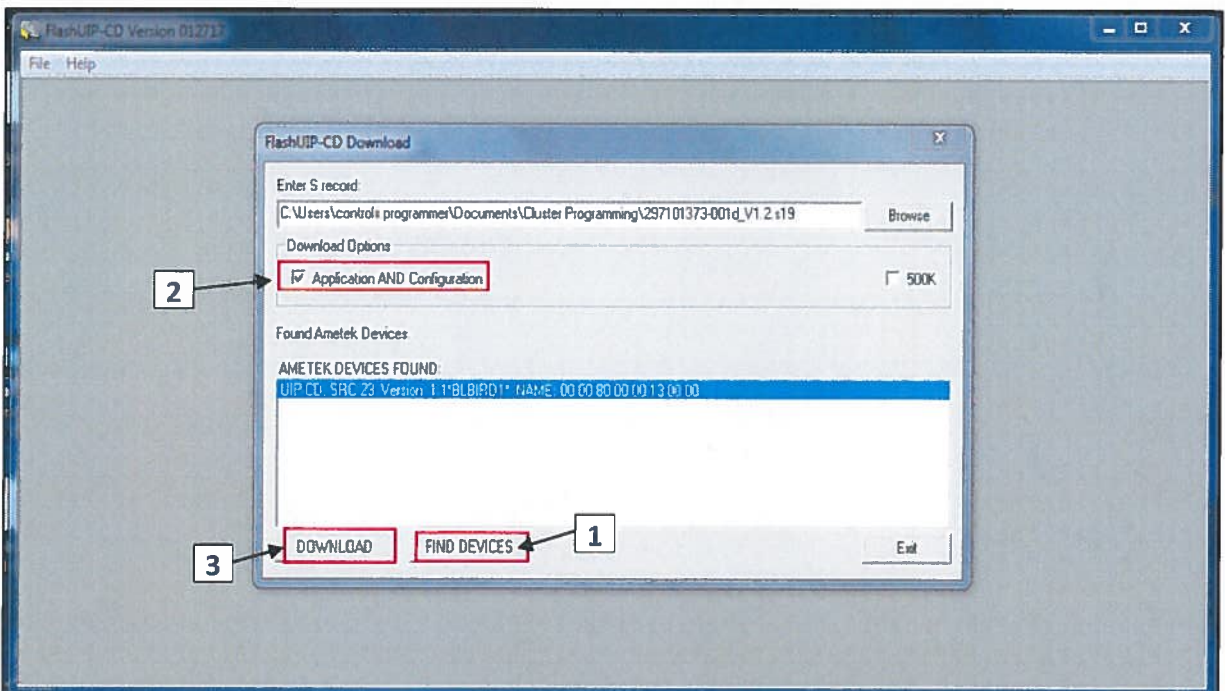 FlashUIP-CD Version 012717
File Help
FlashUIP-CD Download
Enter S record:
C:\Users\controls programmer\Documents\Cluster Programming\297101373-001d_V1.2.s19
Browse
Download Options
2
Application AND Configuration
500K
Found Ametek Devices
AMETEK DEVICES FOUND:
UIP CD: SRC 23 Version 1.1*BLBIRD1* NAME: 00 00 80 00 00 13 00 00
3
DOWNLOAD
FIND DEVICES
1
Exit